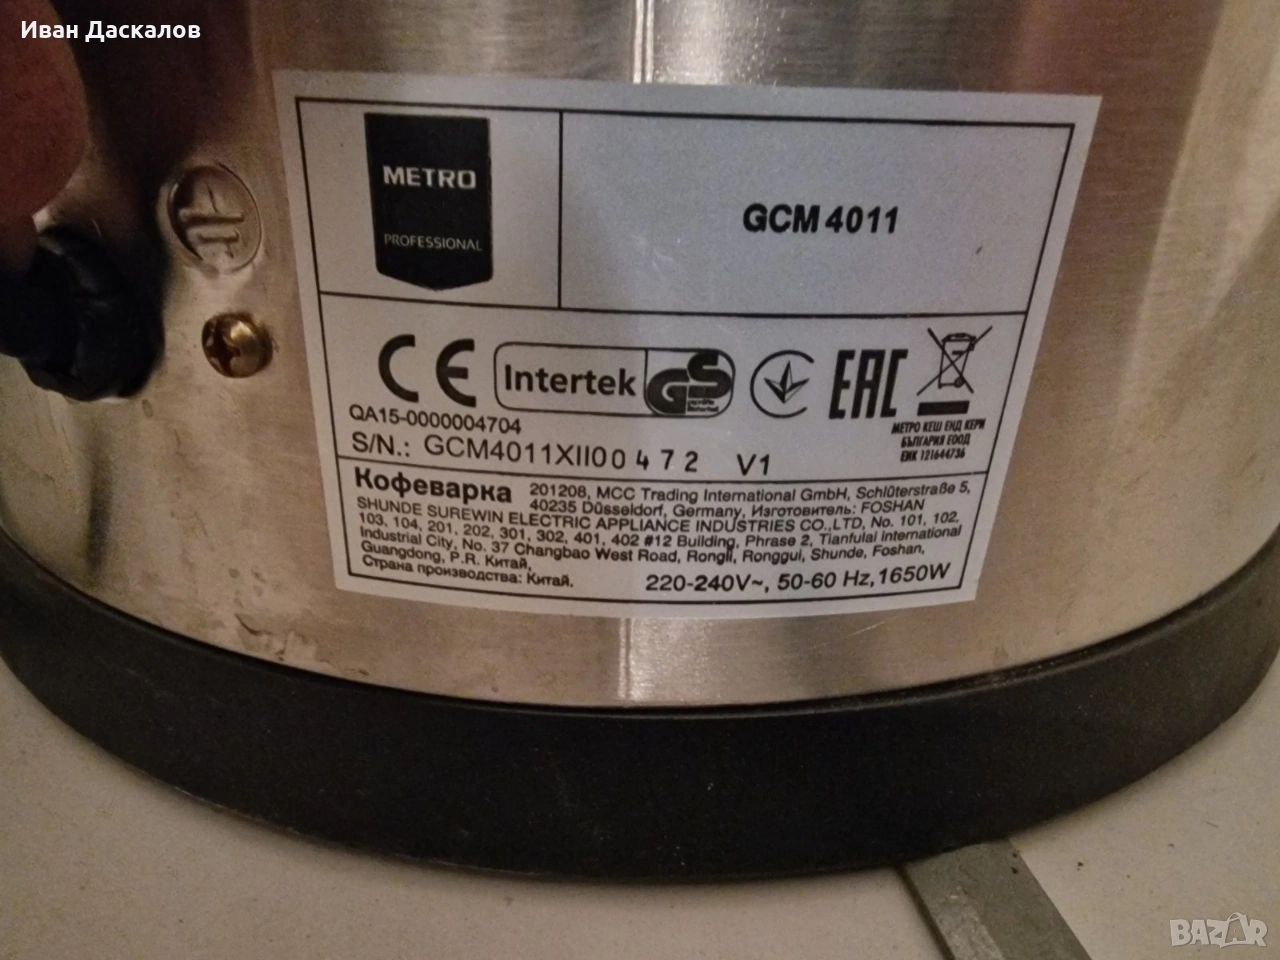 Иван Даскалов
METRO
PROFESSIONAL
GCM 4011
CE Intertek GS EAC
QA15-0000004704
S/N.: GCM4011XII00472 V1
МЕТРО КЕШ ЕНД КЕРИ
БЪЛГАРИЯ ЕООД
ЕИК 121644736
Кофеварка 201208, MCC Trading International GmbH, Schlüterstraße 5,
40235 Düsseldorf, Germany, Изготовитель: FOSHAN
SHUNDE SUREWIN ELECTRIC APPLIANCE INDUSTRIES CO.,LTD, No. 101, 102,
103, 104, 201, 202, 301, 302, 401, 402 #12 Building, Phrase 2, Tianfulai International
Industrial City, No. 37 Changbao West Road, Rongli, Ronggui, Shunde, Foshan,
Guangdong, P.R. Китай,
Страна производства: Китай. 220-240V~, 50-60 Hz, 1650W
BAZAR